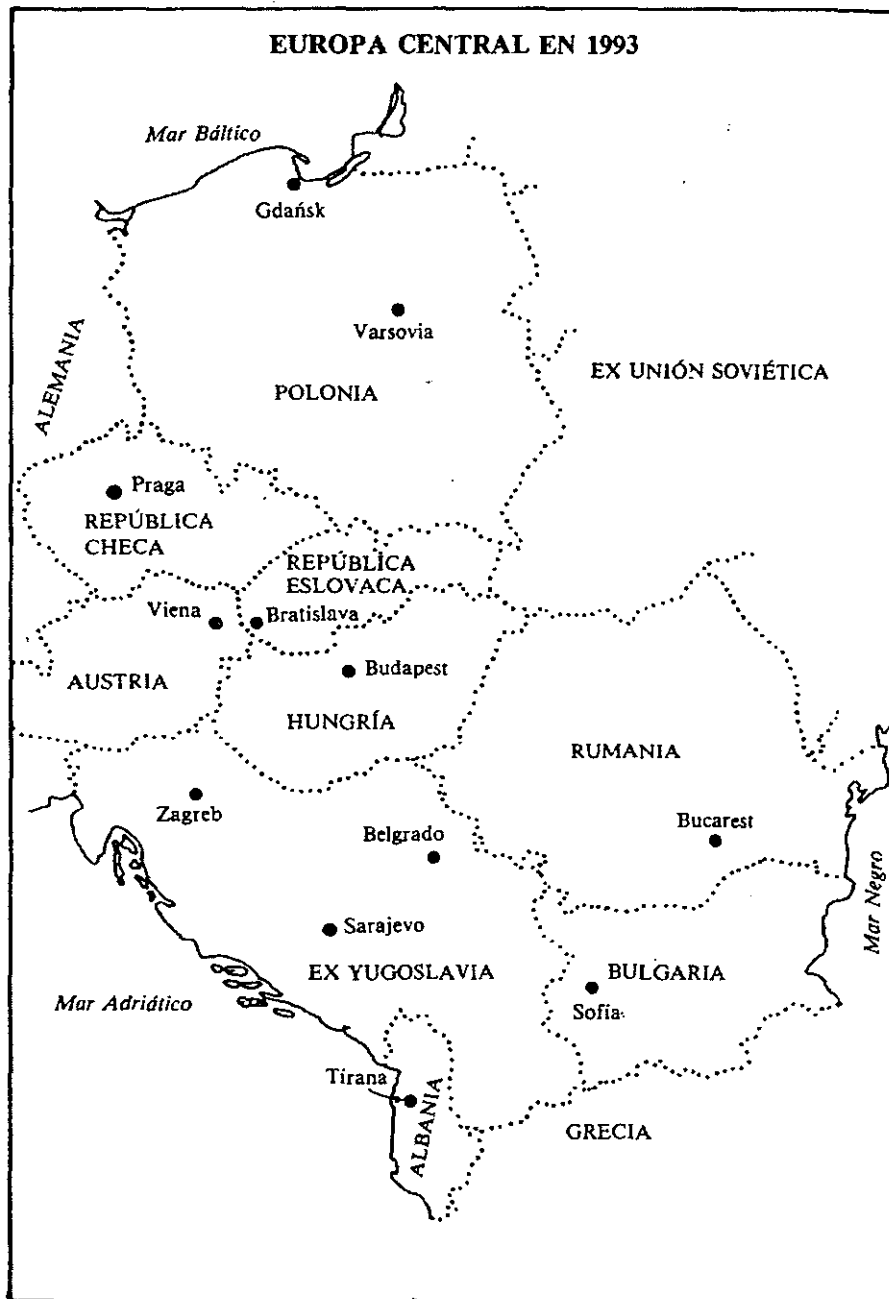 EUROPA CENTRAL EN 1993
Mar Báltico
Gdańsk
Varsovia
ALEMANIA
EX UNIÓN SOVIÉTICA
POLONIA
Praga
REPÚBLICA
CHECA
REPÚBLICA
ESLOVACA
Viena
Bratislava
Budapest
AUSTRIA
HUNGRÍA
RUMANIA
Zagreb
Belgrado
Bucarest
Mar Negro
Sarajevo
EX YUGOSLAVIA
BULGARIA
Mar Adriático
Sofía
Tirana
ALBANIA
GRECIA